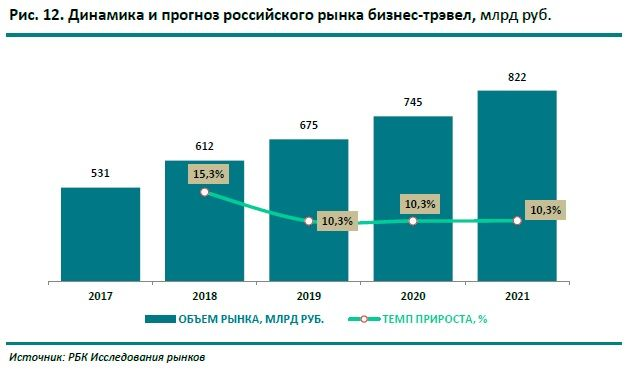 Рис. 12. Динамика и прогноз российского рынка бизнес-трэвел, млрд руб.
822
745
675
612
531
15,3%
10,3%
10,3%
10,3%
2017 2018 2019 2020 2021
ОБЪЕМ РЫНКА, МЛРД РУБ. ТЕМП ПРИРОСТА, %
Источник: РБК Исследования рынков